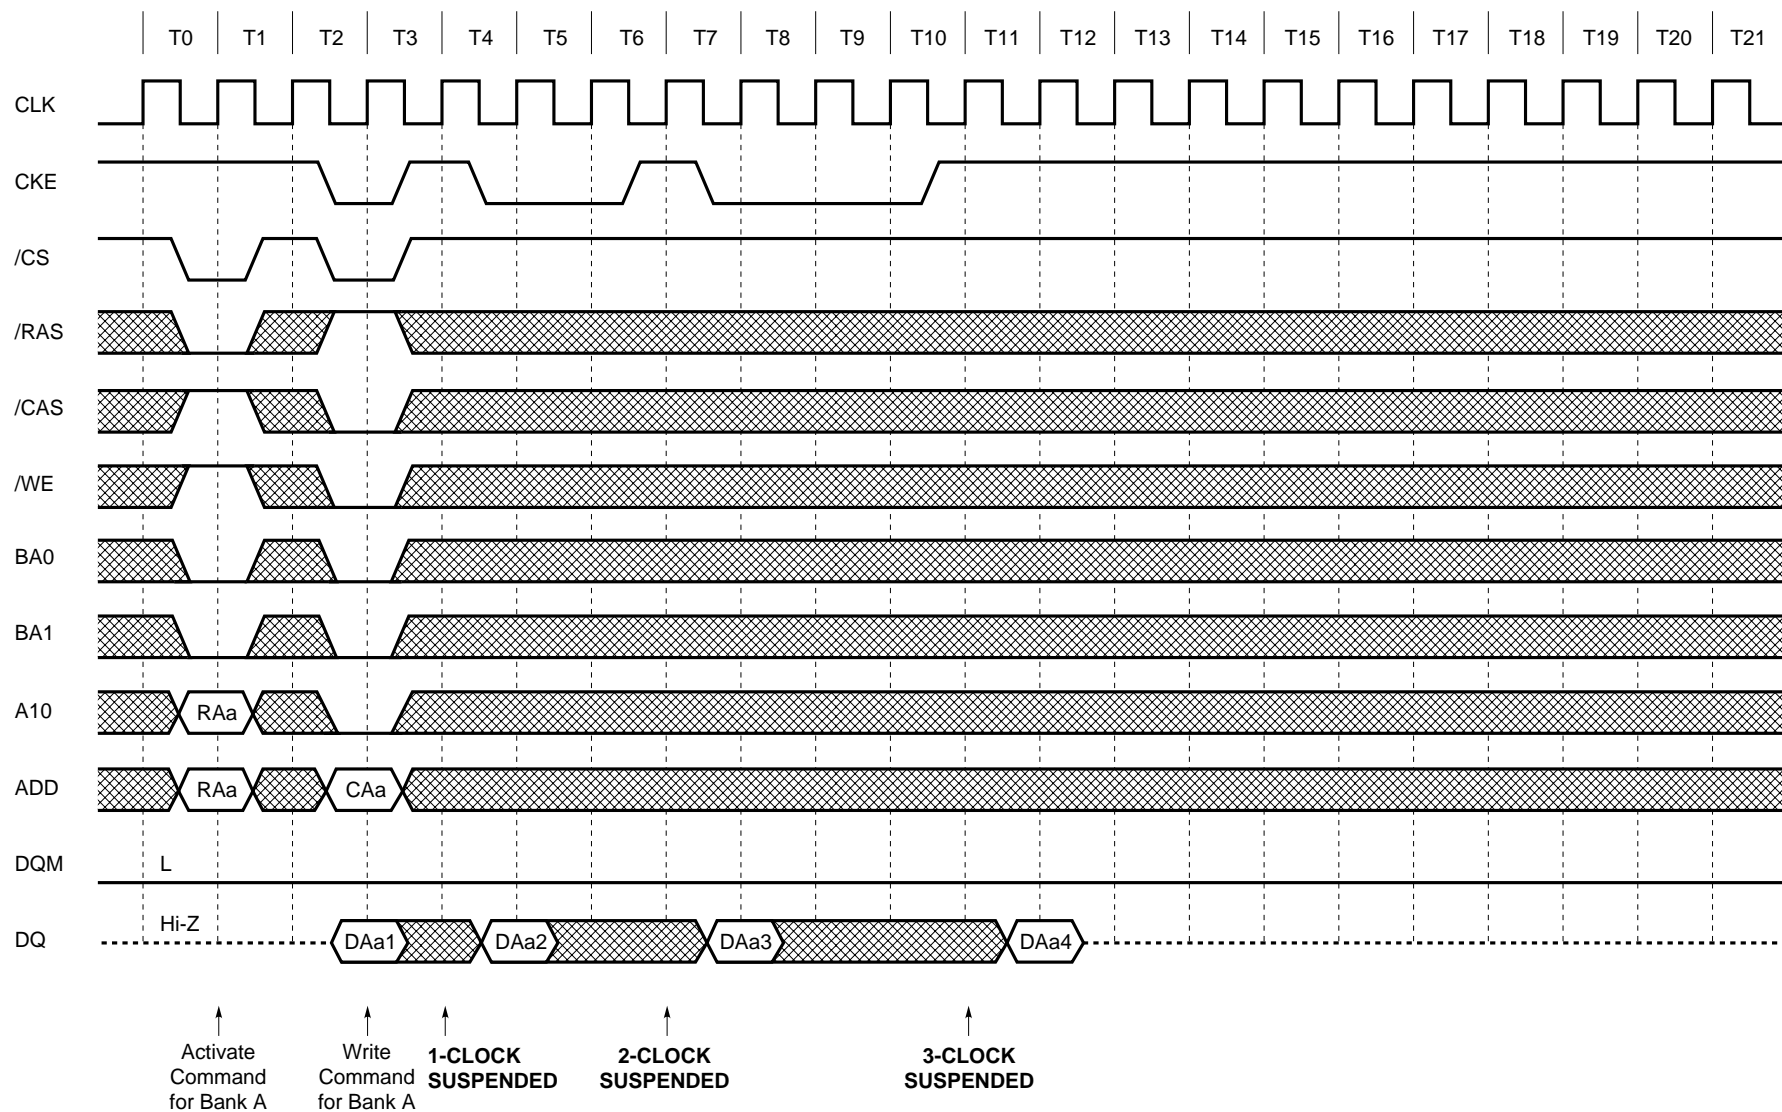 T0 T1 T2 T3 T4 T5 T6 T7 T8 T9 T10 T11 T12 T13 T14 T15 T16 T17 T18 T19 T20 T21
CLK
CKE
/CS
/RAS
/CAS
/WE
BA0
BA1
A10 RAa
ADD RAa CAa
DQM L
Hi-Z
DQ DAa1 DAa2 DAa3 DAa4
Activate
Command
for Bank A
Write
Command
for Bank A
1-CLOCK
SUSPENDED
2-CLOCK
SUSPENDED
3-CLOCK
SUSPENDED